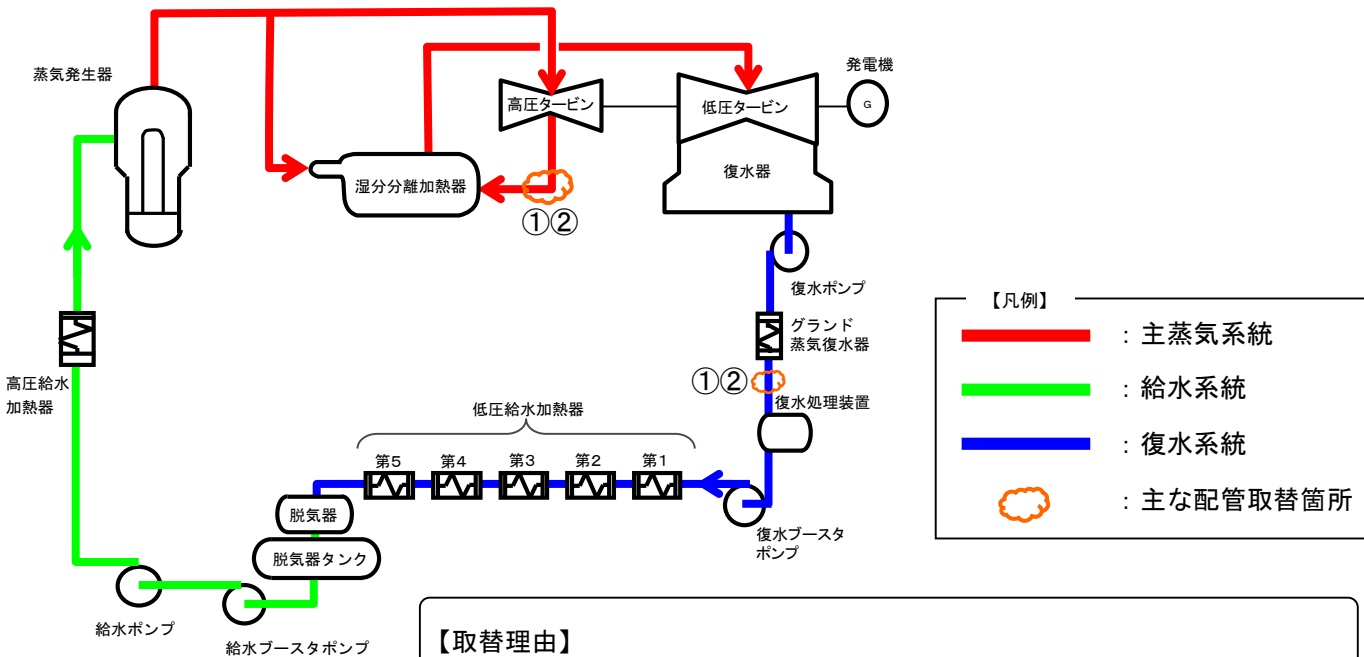 蒸気発生器
高圧タービン
低圧タービン
発電機
G
湿分分離加熱器
復水器
①②
復水ポンプ
グランド
蒸気復水器
①②
復水処理装置
高圧給水
加熱器
低圧給水加熱器
第5
第4
第3
第2
第1
脱気器
脱気器タンク
復水ブースタ
ポンプ
給水ポンプ
給水ブースタポンプ
【凡例】
：主蒸気系統
：給水系統
：復水系統
：主な配管取替箇所
【取替理由】